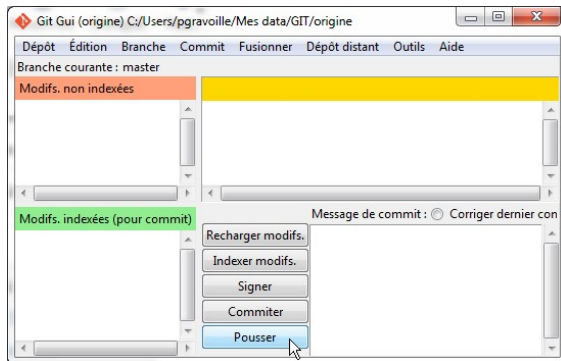 Git Gui (origine) C:/Users/pgravoille/Mes data/GIT/origine
Dépôt Édition Branche Commit Fusionner Dépôt distant Outils Aide
Branche courante : master
Modifs. non indexées
Modifs. indexées (pour commit)
Message de commit : Corriger dernier con
Recharger modifs.
Indexer modifs.
Signer
Commiter
Pousser